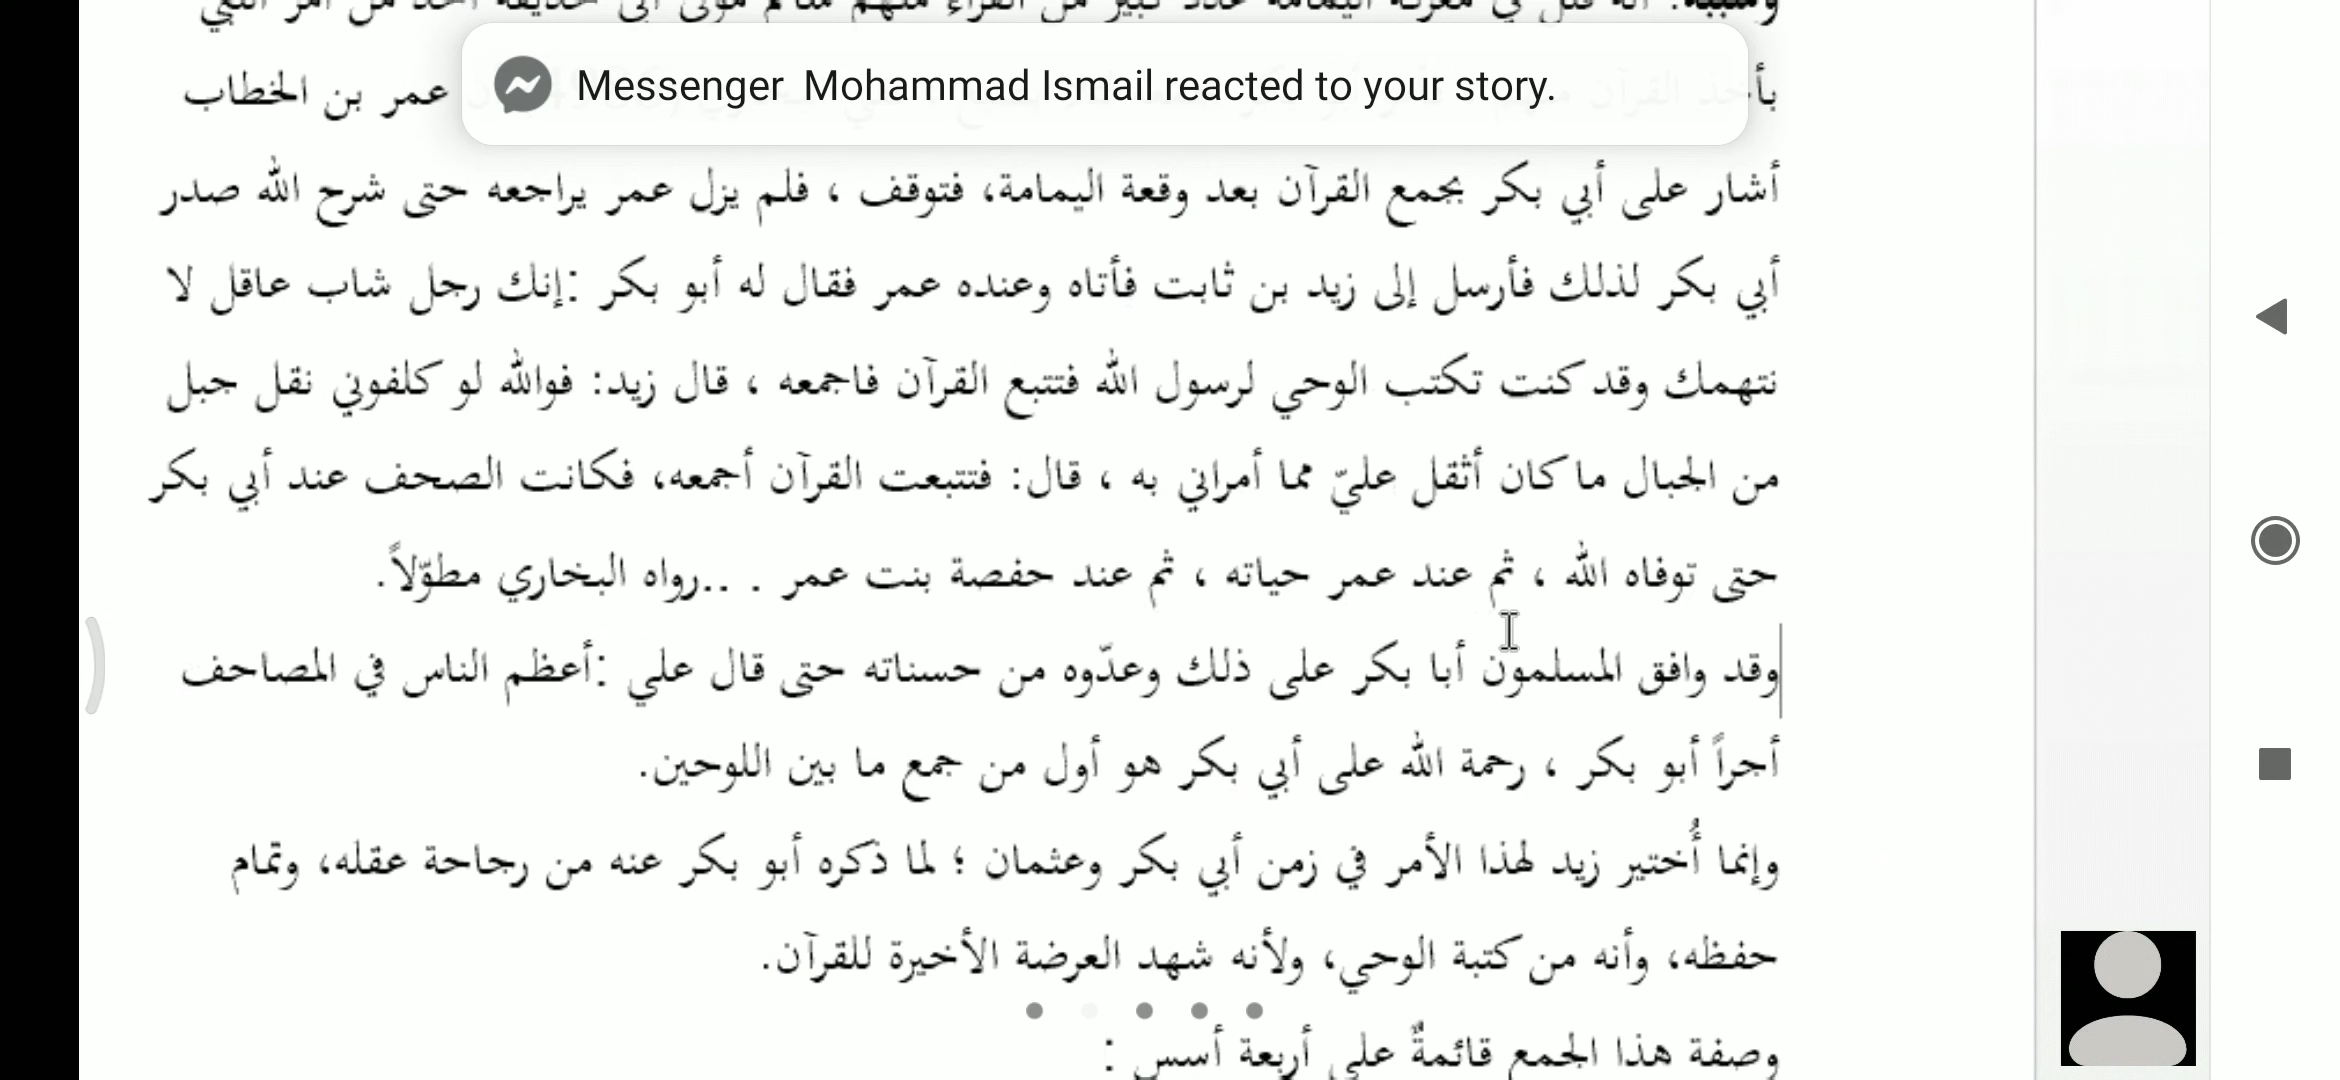 Messenger Mohammad Ismail reacted to your story.
عمر بن الخطاب
أشار على أبي بكر بجمع القرآن بعد وقعة اليمامة، فتوقف ، فلم يزل عمر يراجعه حتى شرح الله صدر
أبي بكر لذلك فأرسل إلى زيد بن ثابت فأتاه وعنده عمر فقال له أبو بكر :إنك رجل شاب عاقل لا
نتهمك وقد كنت تكتب الوحي لرسول الله فتتبع القرآن فاجمعه ، قال زيد: فوالله لو كلفوني نقل جبل
من الجبال ما كان أثقل عليّ مما أمراني به ، قال: فتتبعت القرآن أجمعه، فكانت الصحف عند أبي بكر
حتى توفاه الله ، ثم عند عمر حياته ، ثم عند حفصة بنت عمر . ...رواه البخاري مطوّلاً.
وقد وافق المسلمون أبا بكر على ذلك وعدّوه من حسناته حتى قال علي :أعظم الناس في المصاحف
أجراً أبو بكر ، رحمة الله على أبي بكر هو أول من جمع ما بين اللوحين.
وإنما أُختير زيد لهذا الأمر في زمن أبي بكر وعثمان ؛ لما ذكره أبو بكر عنه من رجاحة عقله، وتمام
حفظه، وأنه من كتبة الوحي، ولأنه شهد العرضة الأخيرة للقرآن.
وصفة هذا الجمع قائمةٌ على أربعة أسس :